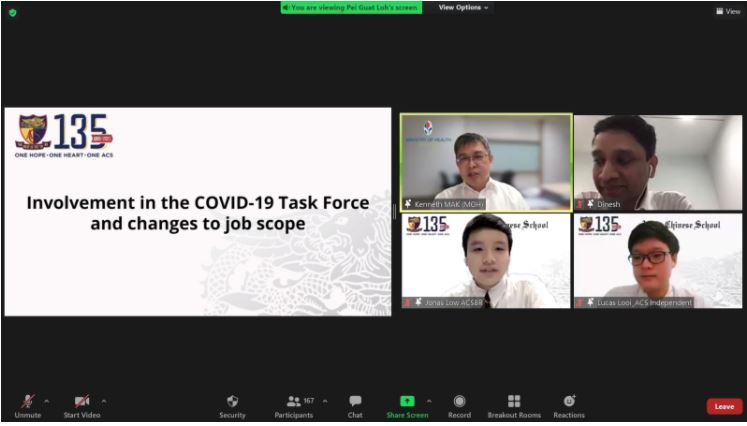 You are viewing Pei Guat Loh's screen
View Options
View
135
ONE HOPE • ONE HEART • ONE ACS
Involvement in the COVID-19 Task Force
and changes to job scope
MINISTRY OF HEALTH
Kenneth MAK (MOH)
Dinesh
135
Chinese School
Jonas Low ACSBR
135
Chinese School
Lucas Looi_ACS Independent
Unmute
Start Video
Security
167
Participants
Chat
Share Screen
Record
Breakout Rooms
Reactions
Leave